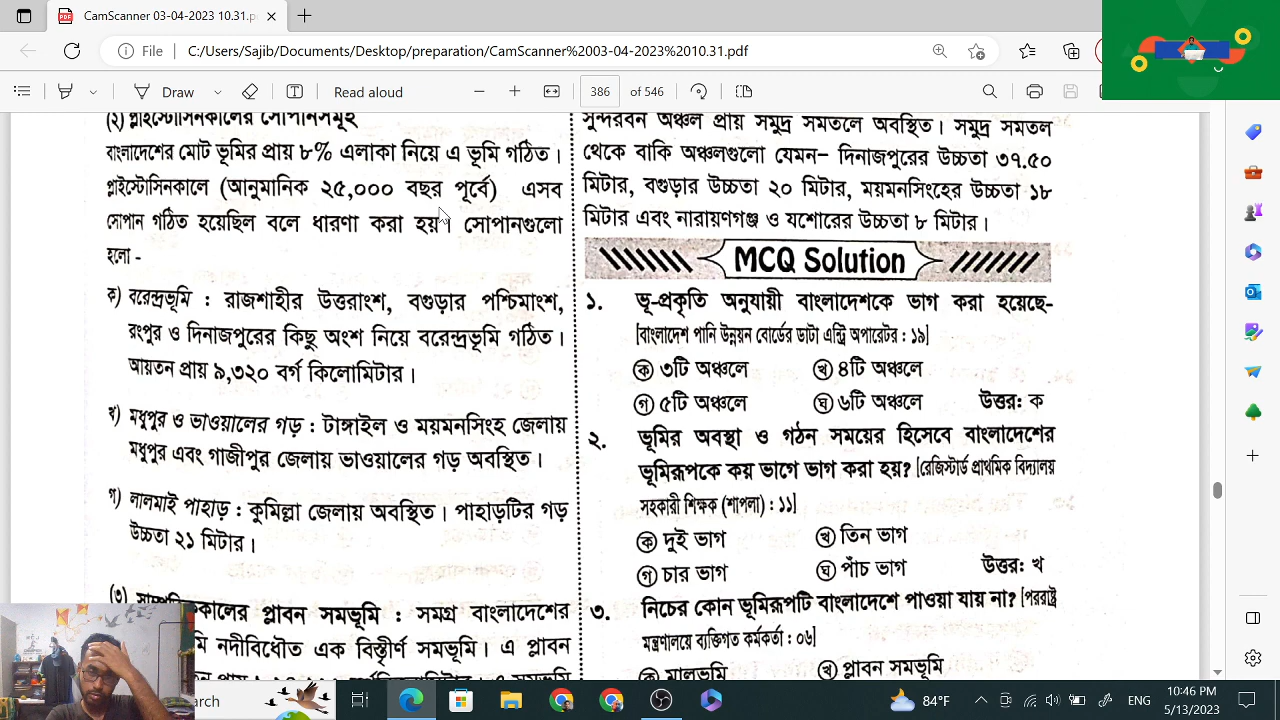 CamScanner 03-04-2023 10.31.p
File
C:/Users/Sajib/Documents/Desktop/preparation/CamScanner%2003-04-2023%2010.31.pdf
Draw
Read aloud
386 of 546
(২) প্লাইস্টোসিনকালের সোপানসমূহ
বাংলাদেশের মোট ভূমির প্রায় ৮% এলাকা নিয়ে এ ভূমি গঠিত।
প্লাইস্টোসিনকালে (আনুমানিক ২৫,০০০ বছর পূর্বে) এসব
সোপান গঠিত হয়েছিল বলে ধারণা করা হয়। সোপানগুলো
হলো -
ক) বরেন্দ্রভূমি : রাজশাহীর উত্তরাংশ, বগুড়ার পশ্চিমাংশ,
রংপুর ও দিনাজপুরের কিছু অংশ নিয়ে বরেন্দ্রভূমি গঠিত।
আয়তন প্রায় ৯,৩২০ বর্গ কিলোমিটার।
খ) মধুপুর ও ভাওয়ালের গড় : টাঙ্গাইল ও ময়মনসিংহ জেলায়
মধুপুর এবং গাজীপুর জেলায় ভাওয়ালের গড় অবস্থিত।
গ) লালমাই পাহাড় : কুমিল্লা জেলায় অবস্থিত। পাহাড়টির গড়
উচ্চতা ২১ মিটার।
(৩) কালের প্লাবন সমভূমি : সমগ্র বাংলাদেশের
মি নদীবিধৌত এক বিস্তীর্ণ সমভূমি। এ প্লাবন
সুন্দরবন অঞ্চল প্রায় সমুদ্র সমতলে অবস্থিত। সমুদ্র সমতল
থেকে বাকি অঞ্চলগুলো যেমন– দিনাজপুরের উচ্চতা ৩৭.৫০
মিটার, বগুড়ার উচ্চতা ২০ মিটার, ময়মনসিংহের উচ্চতা ১৮
মিটার এবং নারায়ণগঞ্জ ও যশোরের উচ্চতা ৮ মিটার।
MCQ Solution
১. ভূ-প্রকৃতি অনুযায়ী বাংলাদেশকে ভাগ করা হয়েছে-
[বাংলাদেশ পানি উন্নয়ন বোর্ডের ডাটা এন্ট্রি অপারেটর : ১৯]
ক ৩টি অঞ্চলে খ ৪টি অঞ্চলে
গ ৫টি অঞ্চলে ঘ ৬টি অঞ্চলে উত্তর: ক
২. ভূমির অবস্থা ও গঠন সময়ের হিসেবে বাংলাদেশের
ভূমিরূপকে কয় ভাগে ভাগ করা হয়? [রেজিস্টার্ড প্রাথমিক বিদ্যালয়
সহকারী শিক্ষক (শাপলা) : ১১]
ক দুই ভাগ খ তিন ভাগ
গ চার ভাগ ঘ পাঁচ ভাগ উত্তর: খ
৩. নিচের কোন ভূমিরূপটি বাংলাদেশে পাওয়া যায় না? [পররাষ্ট্র
মন্ত্রণালয়ে ব্যক্তিগত কর্মকর্তা : ০৬]
ক মালভূমি খ প্লাবন সমভূমি
arch
84°F
ENG
10:46 PM
5/13/2023